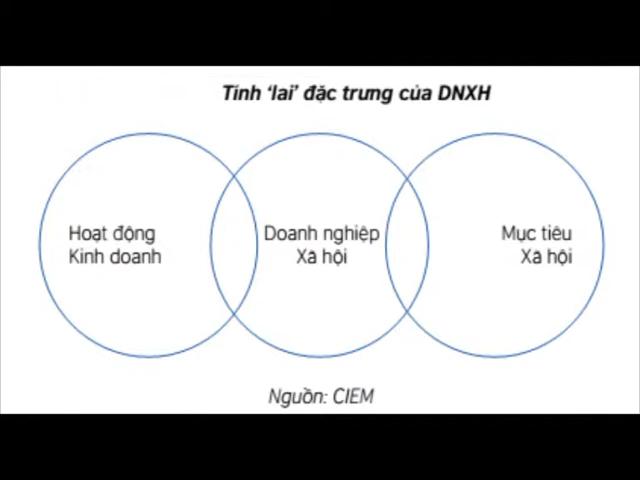 Tính ‘lai’ đặc trưng của DNXH
Hoạt động
Kinh doanh
Doanh nghiệp
Xã hội
Mục tiêu
Xã hội
Nguồn: CIEM